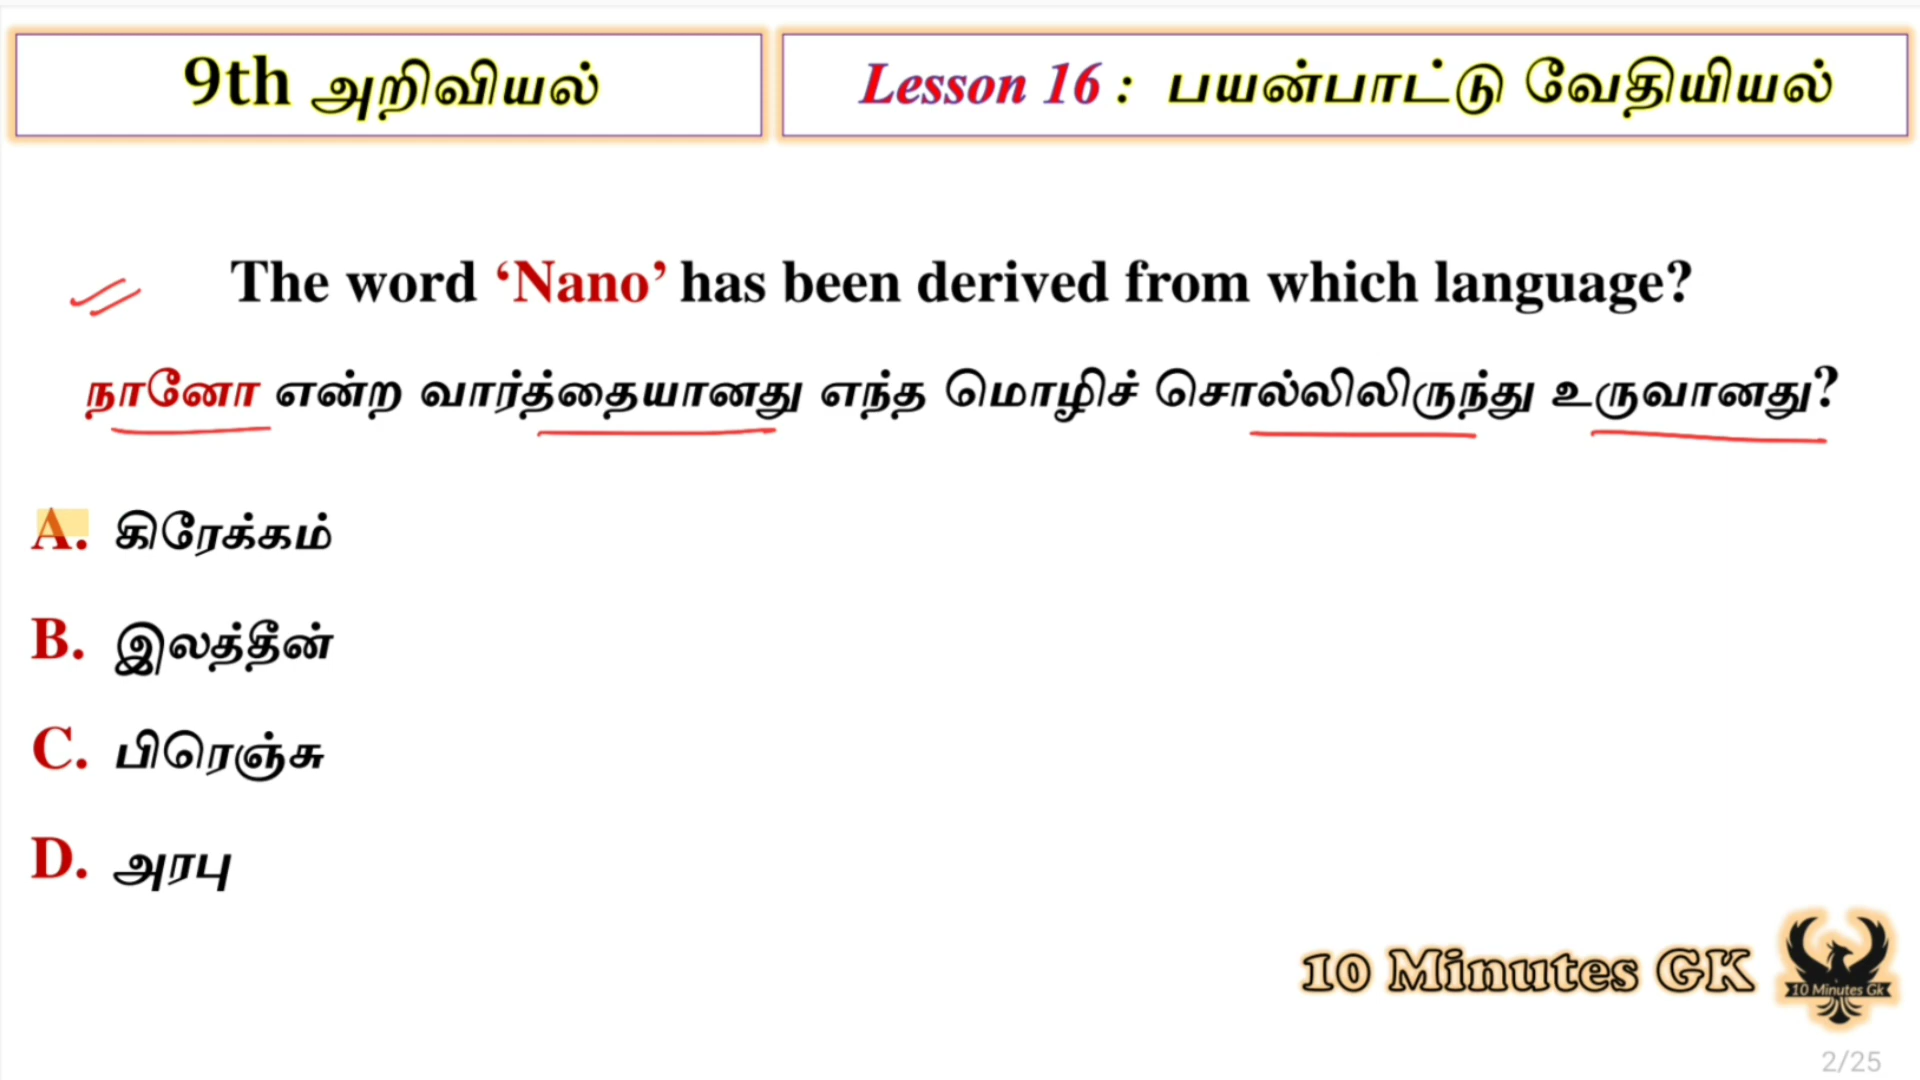 9th அறிவியல்
Lesson 16 : பயன்பாட்டு வேதியியல்
The word ‘Nano’ has been derived from which language?
நானோ என்ற வார்த்தையானது எந்த மொழிச் சொல்லிலிருந்து உருவானது?
A. கிரேக்கம்
B. இலத்தீன்
C. பிரெஞ்சு
D. அரபு
10 Minutes GK
10 Minutes Gk
2/25